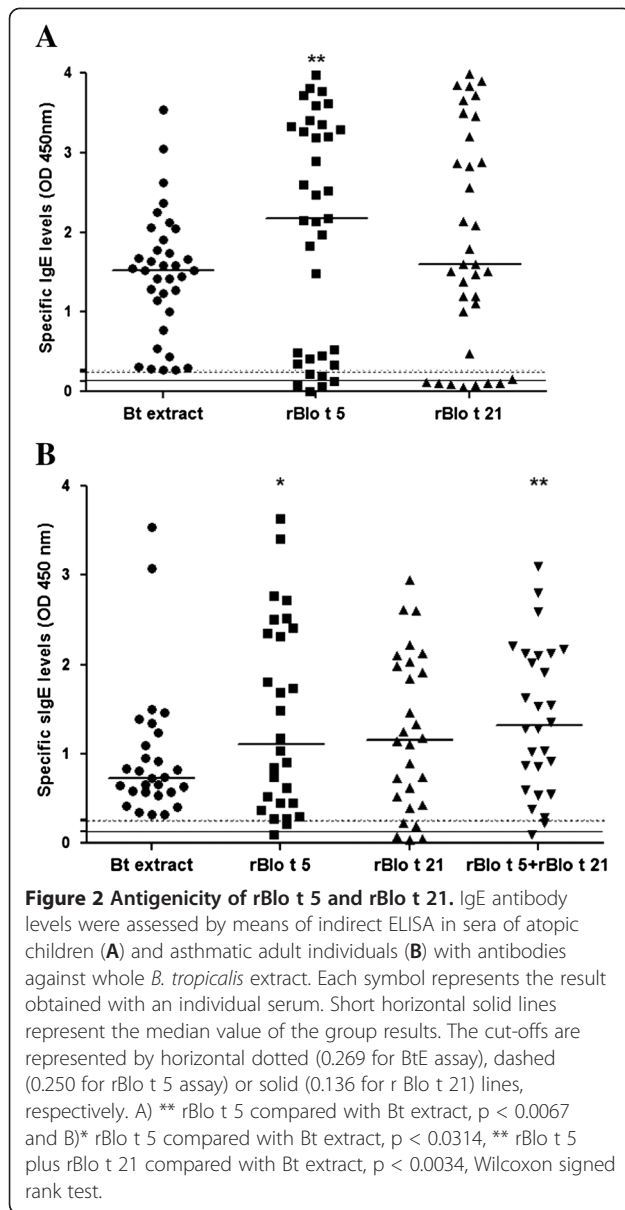 A
**
4
3
2
1
0
Specific IgE levels (OD 450nm)
Bt extract rBlo t 5 rBlo t 21
B
* **
4
3
2
1
0
Specific sIgE levels (OD 450 nm)
Bt extract rBlo t 5 rBlo t 21 rBlo t 5+rBlo t 21
Figure 2 Antigenicity of rBlo t 5 and rBlo t 21. IgE antibody
levels were assessed by means of indirect ELISA in sera of atopic
children (A) and asthmatic adult individuals (B) with antibodies
against whole B. tropicalis extract. Each symbol represents the result
obtained with an individual serum. Short horizontal solid lines
represent the median value of the group results. The cut-offs are
represented by horizontal dotted (0.269 for BtE assay), dashed
(0.250 for rBlo t 5 assay) or solid (0.136 for r Blo t 21) lines,
respectively. A) ** rBlo t 5 compared with Bt extract, p < 0.0067
and B)* rBlo t 5 compared with Bt extract, p < 0.0314, ** rBlo t 5
plus rBlo t 21 compared with Bt extract, p < 0.0034, Wilcoxon signed
rank test.